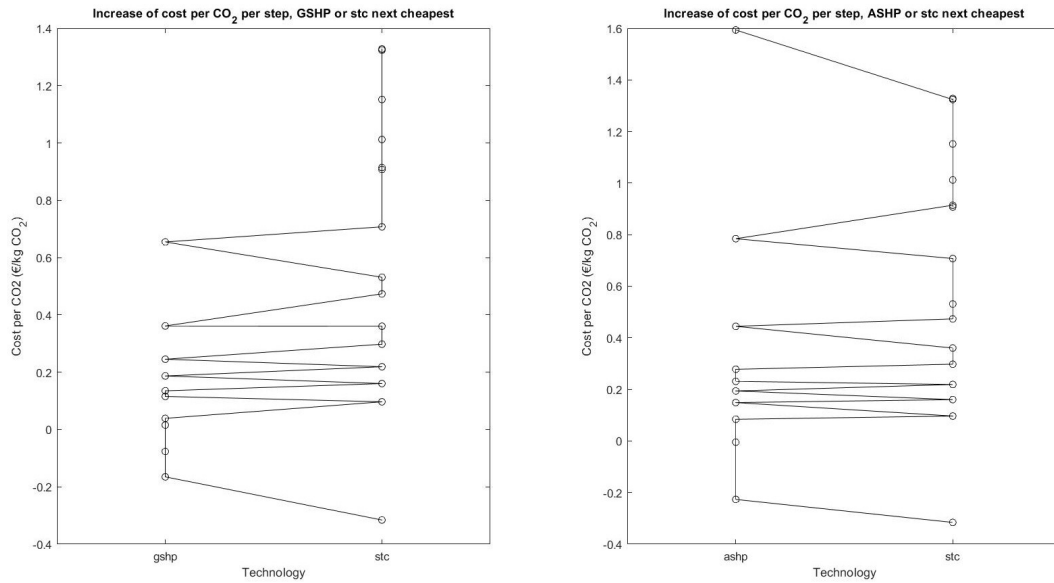 Increase of cost per CO2 per step, GSHP or stc next cheapest
1.4
1.2
1
0.8
0.6
0.4
0.2
0
-0.2
-0.4
Cost per CO2 (€/kg CO2)
gshp
stc
Technology
Increase of cost per CO2 per step, ASHP or stc next cheapest
1.6
1.4
1.2
1
0.8
0.6
0.4
0.2
0
-0.2
-0.4
Cost per CO2 (€/kg CO2)
ashp
stc
Technology